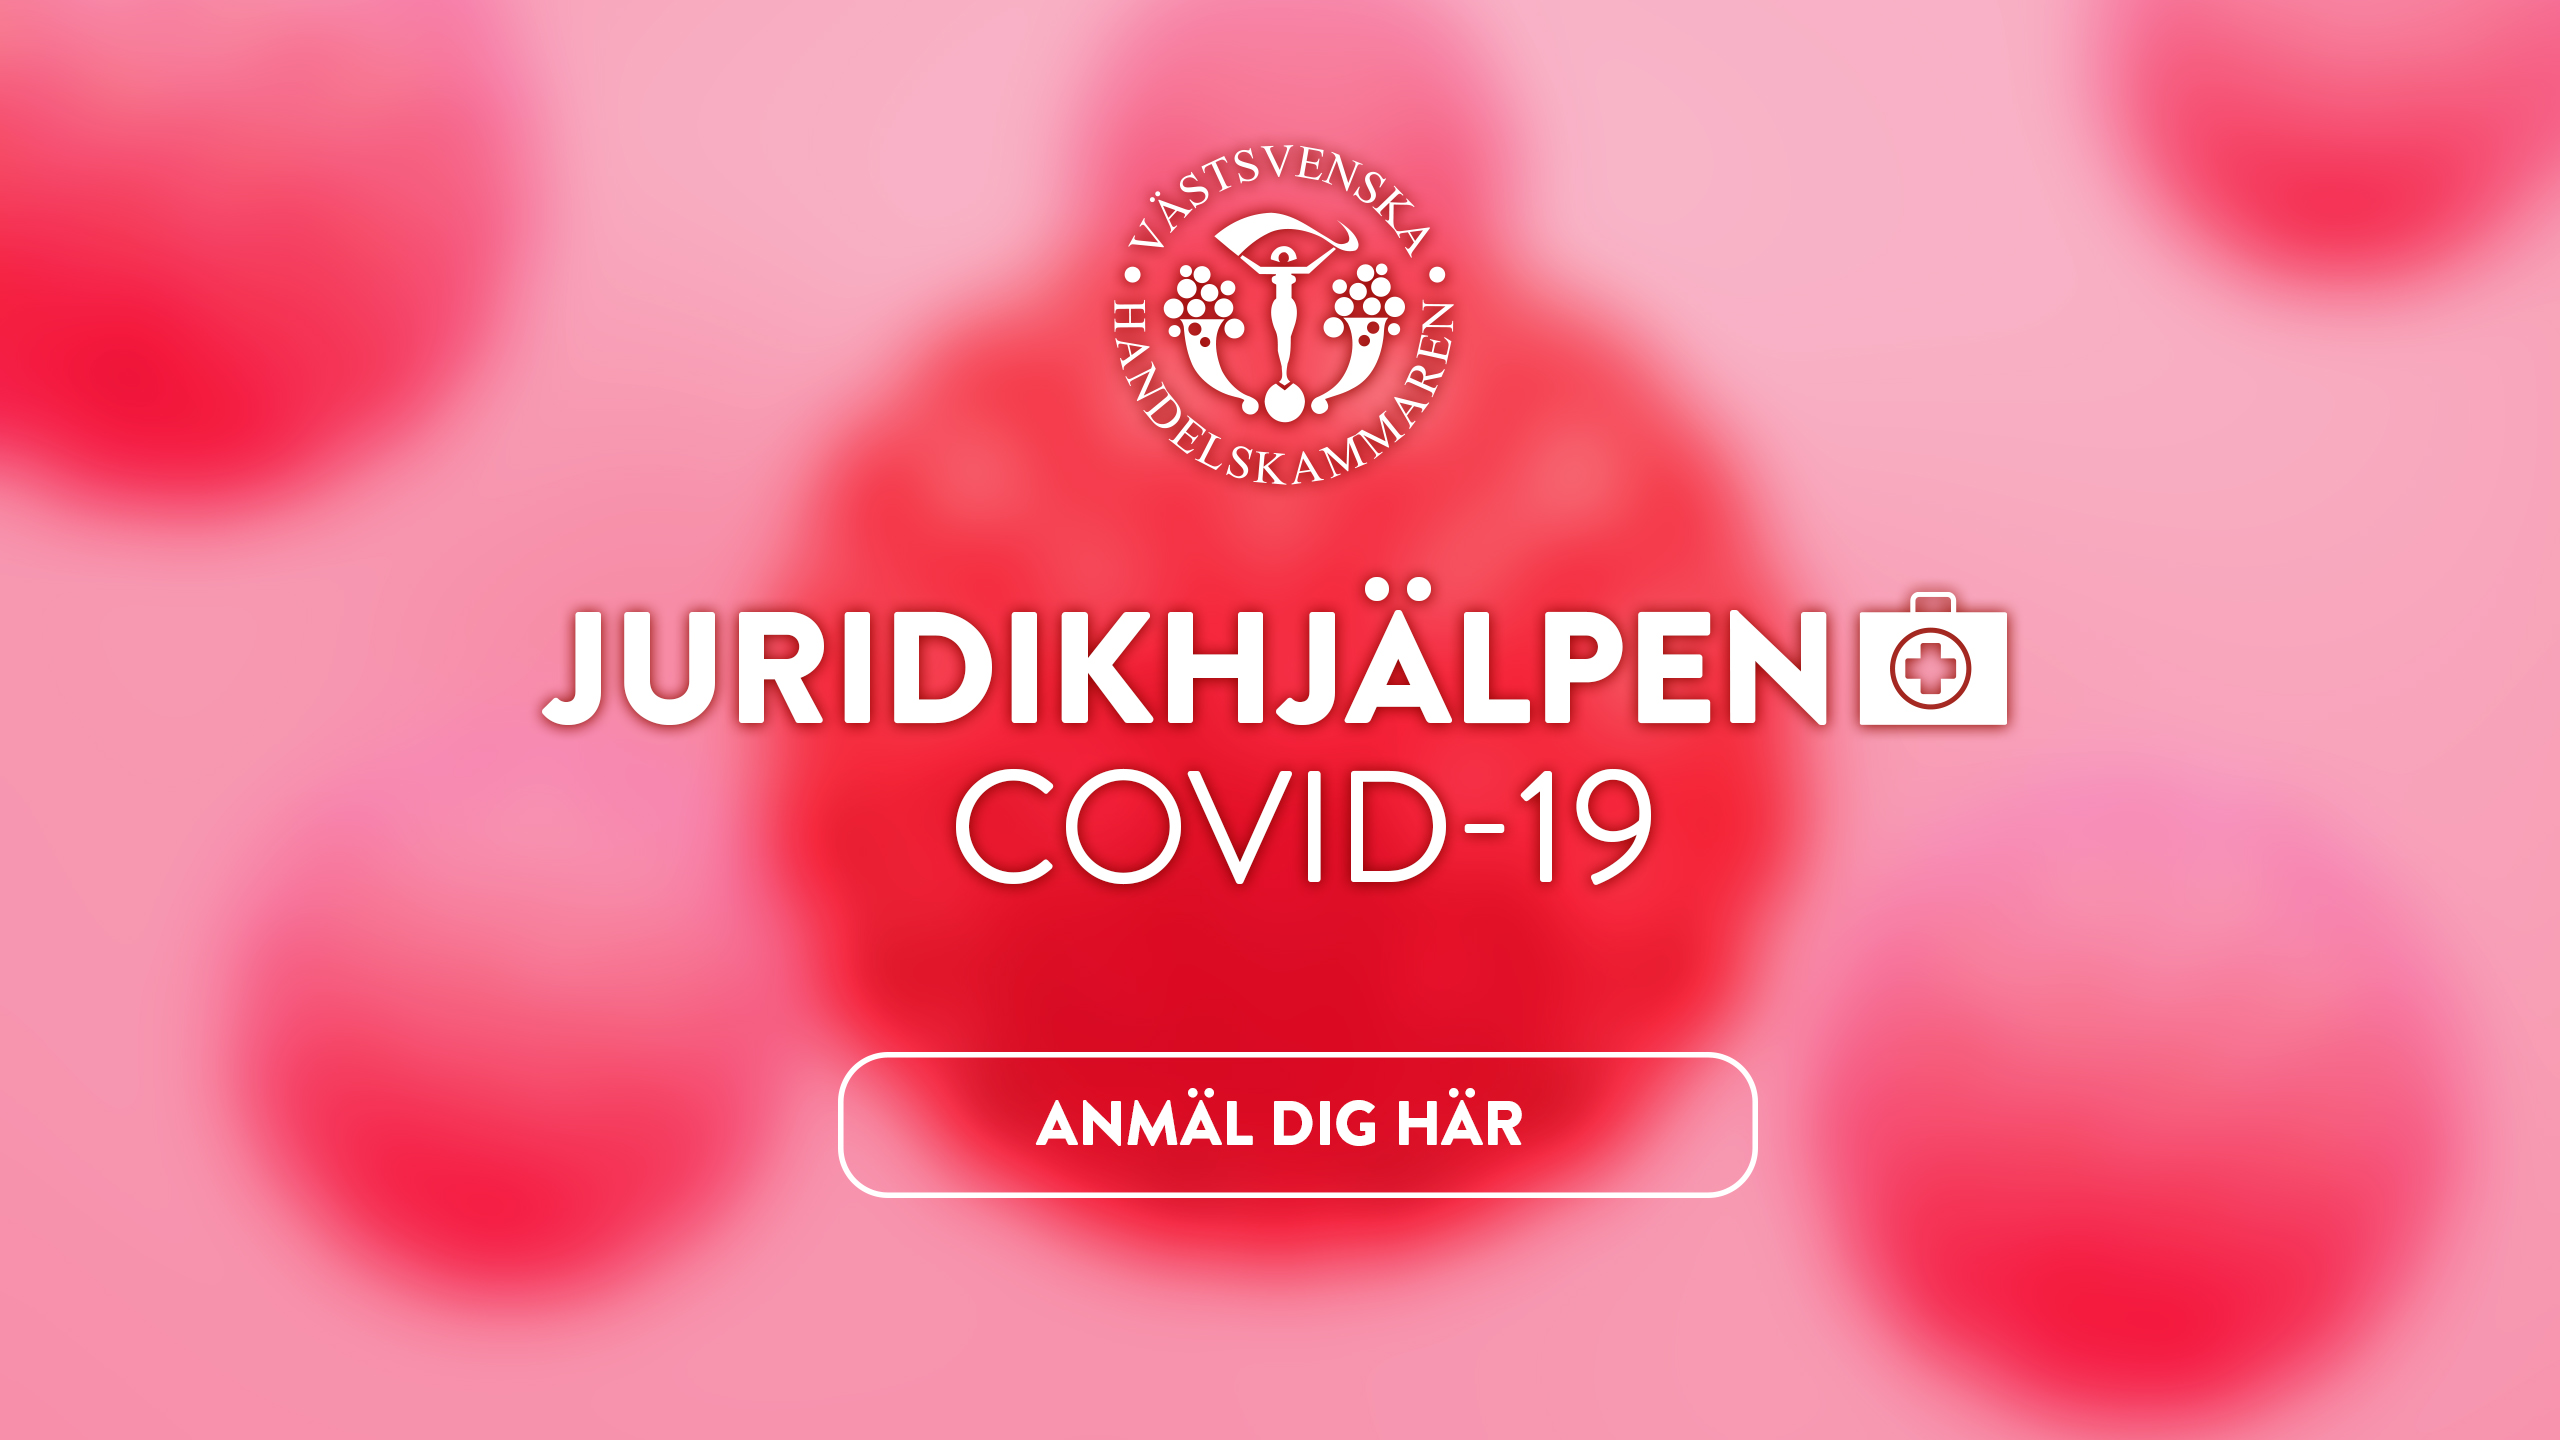 VÄSTSVENSKA
HANDELSKAMMAREN
JURIDIKHJÄLPEN
COVID-19
ANMÄL DIG HÄR